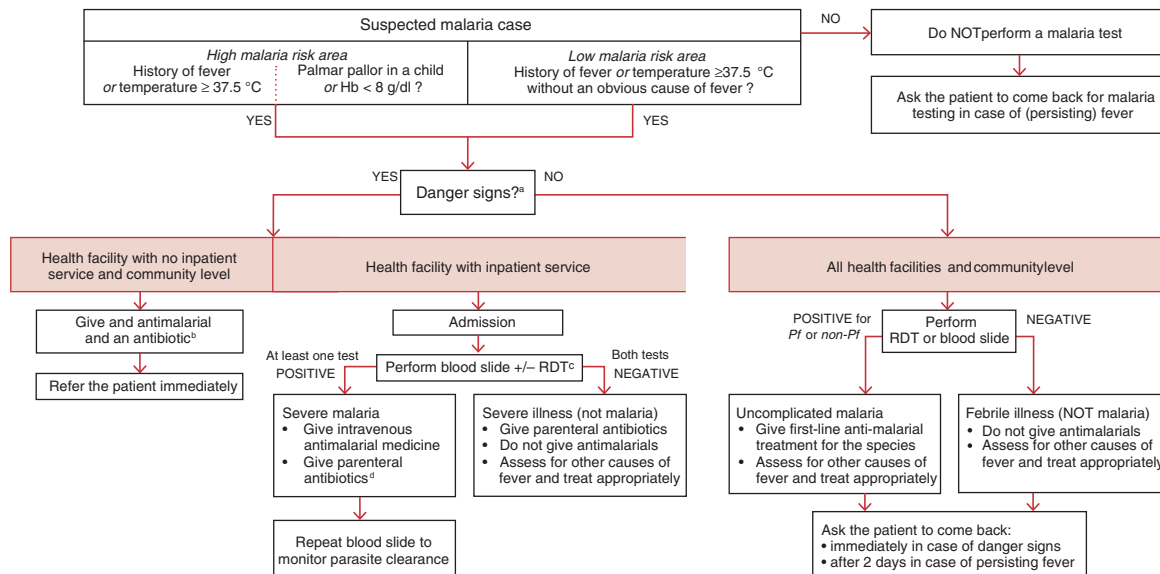 Suspected malaria case
High malaria risk area
History of fever
or temperature ≥ 37.5 °C
Palmar pallor in a child
or Hb < 8 g/dl ?
Low malaria risk area
History of fever or temperature ≥37.5 °C
without an obvious cause of fever ?
NO
Do NOTperform a malaria test
Ask the patient to come back for malaria
testing in case of (persisting) fever
YES
YES
YES
Danger signs?ᵃ
NO
Health facility with no inpatient
service and community level
Give and antimalarial
and an antibioticᵇ
Refer the patient immediately
Health facility with inpatient service
Admission
At least one test
POSITIVE
Perform blood slide +/– RDTᶜ
Both tests
NEGATIVE
Severe malaria
• Give intravenous
antimalarial medicine
• Give parenteral
antibioticsᵈ
Severe illness (not malaria)
• Give parenteral antibiotics
• Do not give antimalarials
• Assess for other causes of
fever and treat appropriately
Repeat blood slide to
monitor parasite clearance
All health facilities and communitylevel
POSITIVE for
Pf or non-Pf
Perform
RDT or blood slide
NEGATIVE
Uncomplicated malaria
• Give first-line anti-malarial
treatment for the species
• Assess for other causes of
fever and treat appropriately
Febrile illness (NOT malaria)
• Do not give antimalarials
• Assess for other causes of
fever and treat appropriately
Ask the patient to come back:
• immediately in case of danger signs
• after 2 days in case of persisting fever